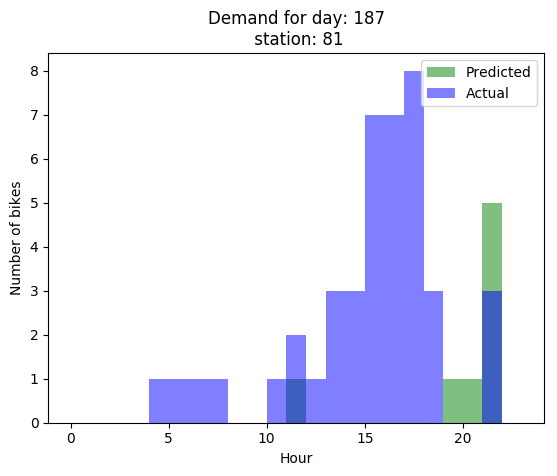 Demand for day: 187
station: 81
Predicted
Actual
Number of bikes
8
7
6
5
4
3
2
1
0
0 5 10 15 20
Hour